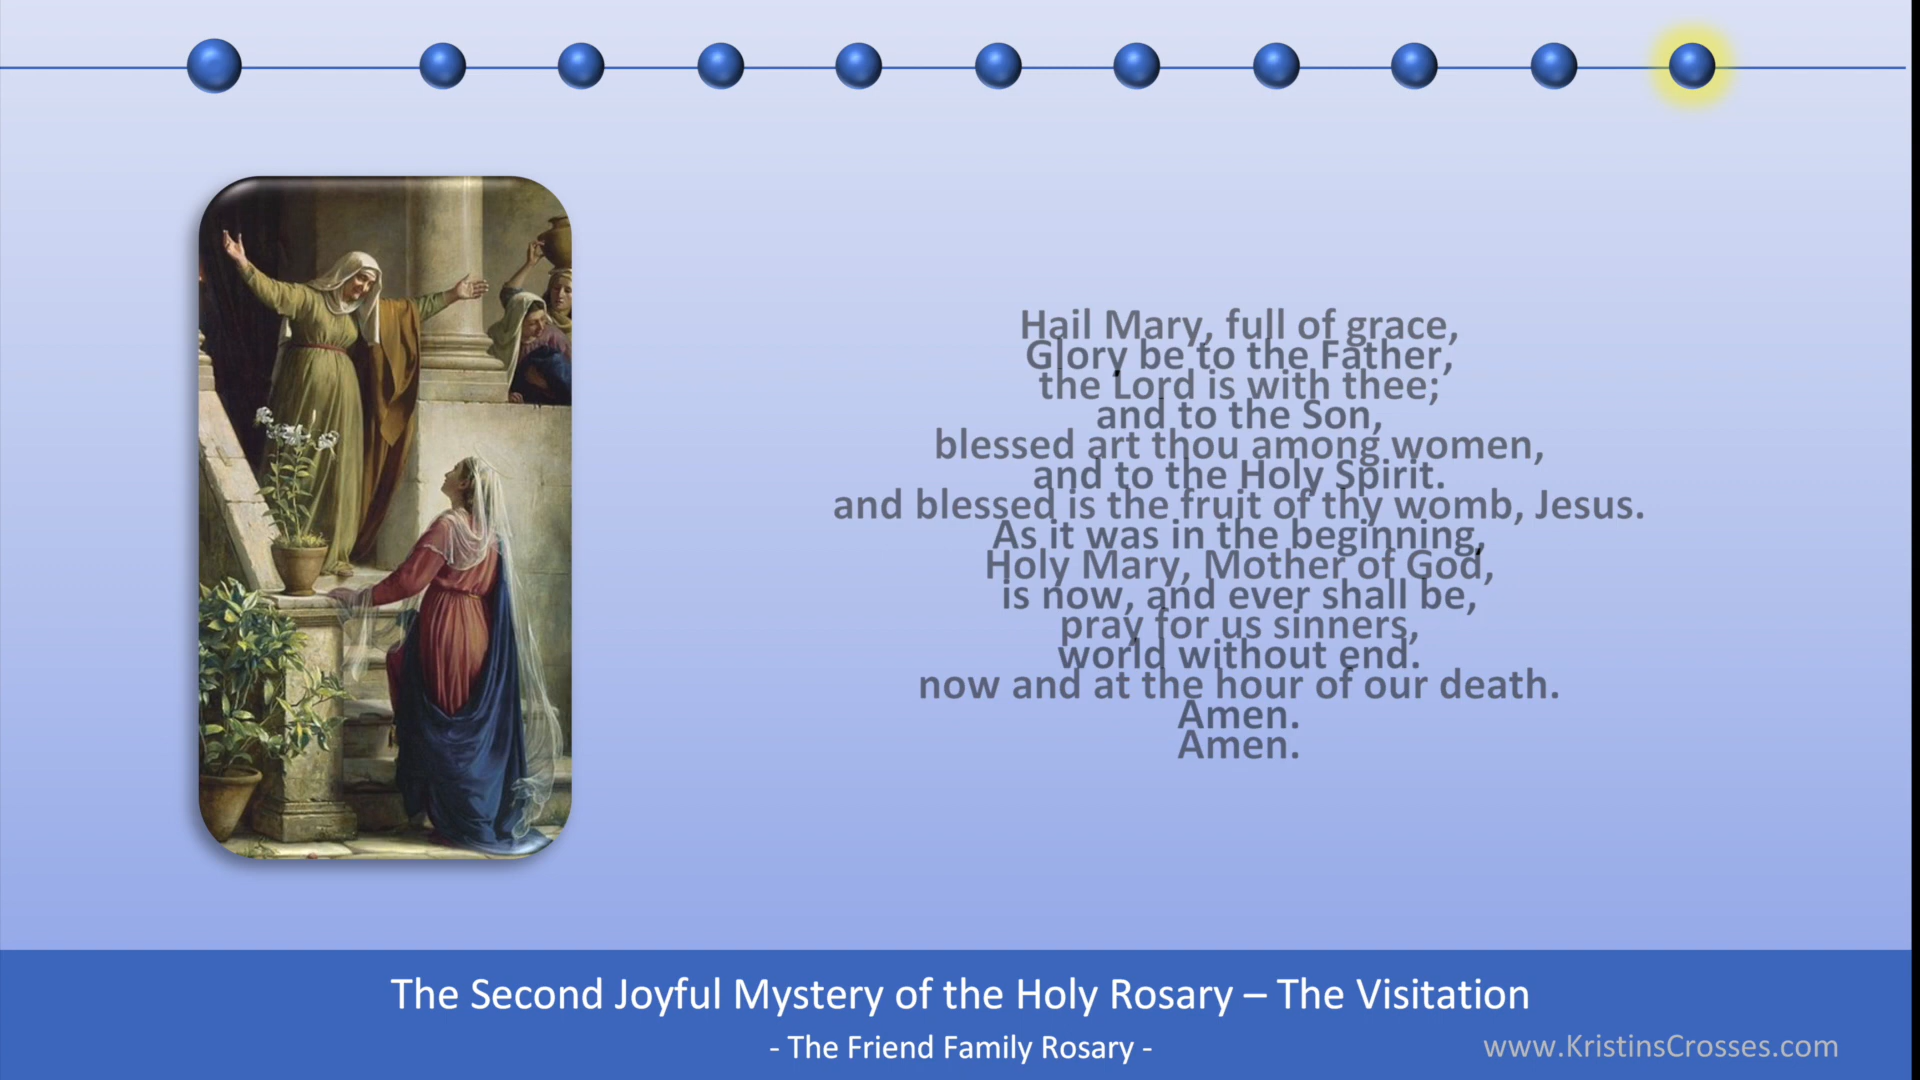 Hail Mary, full of grace,
Glory be to the Father,
the Lord is with thee;
and to the Son,
blessed art thou among women,
and to the Holy Spirit.
and blessed is the fruit of thy womb, Jesus.
As it was in the beginning,
Holy Mary, Mother of God,
is now, and ever shall be,
pray for us sinners,
world without end.
now and at the hour of our death.
Amen.
Amen.
The Second Joyful Mystery of the Holy Rosary – The Visitation
- The Friend Family Rosary -
www.KristinsCrosses.com